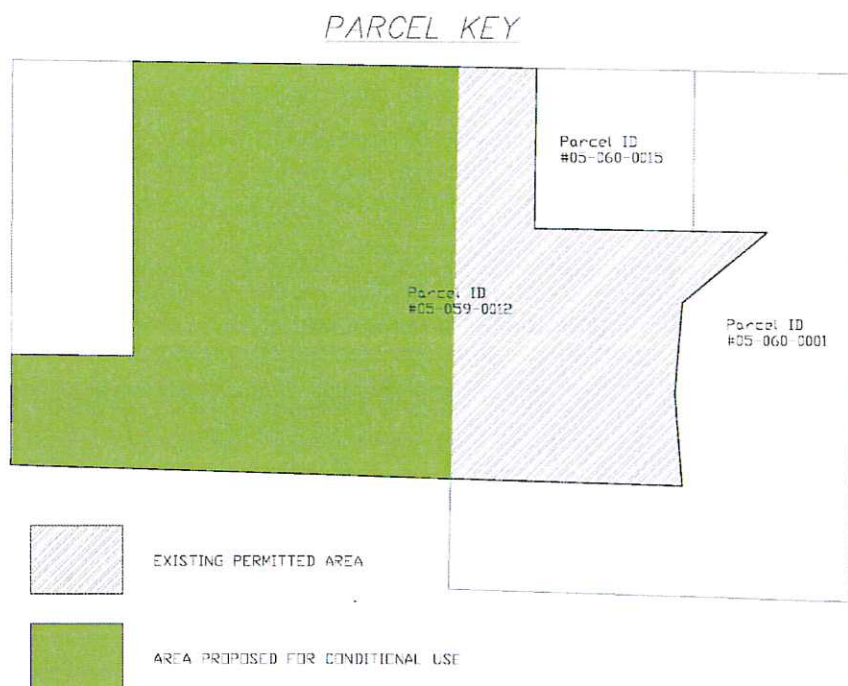 PARCEL KEY
Parcel ID
#05-060-0015
Parcel ID
#05-059-0012
Parcel ID
#05-060-0001
EXISTING PERMITTED AREA
AREA PROPOSED FOR CONDITIONAL USE